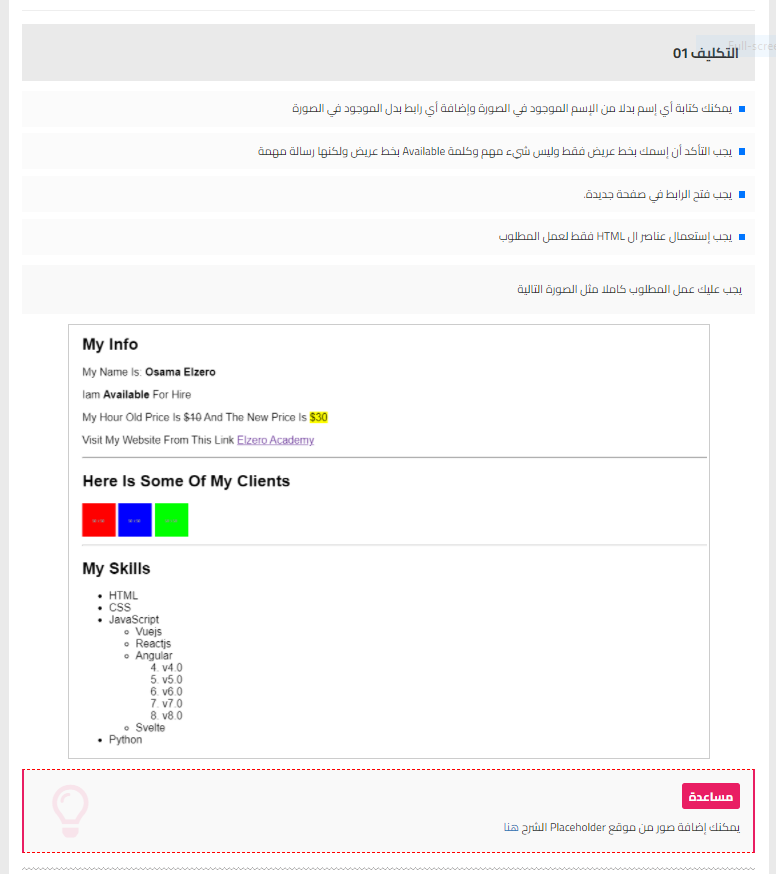 التكليف 01
يمكنك كتابة أي إسم بدلا من الإسم الموجود في الصورة وإضافة أي رابط بدل الموجود في الصورة
يجب التأكد أن إسمك بخط عريض فقط وليس شيء مهم وكلمة Available بخط عريض ولكنها رسالة مهمة
يجب فتح الرابط في صفحة جديدة.
يجب إستعمال عناصر ال HTML فقط لعمل المطلوب
يجب عليك عمل المطلوب كاملا مثل الصورة التالية
My Info
My Name Is: Osama Elzero
Iam Available For Hire
My Hour Old Price Is $40 And The New Price Is $30
Visit My Website From This Link Elzero Academy
Here Is Some Of My Clients
My Skills
• HTML
• CSS
• JavaScript
Vuejs
Reactjs
Angular
4. v4.0
5. v5.0
6. v6.0
7. v7.0
8. v8.0
Svelte
• Python
مساعدة
يمكنك إضافة صور من موقع Placeholder الشرح هنا